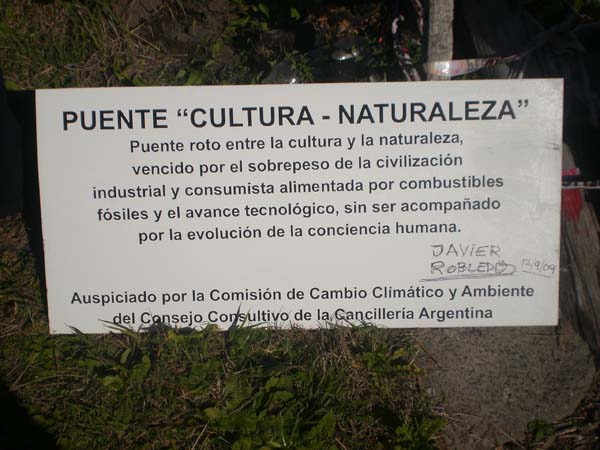 PUENTE “CULTURA - NATURALEZA”
Puente roto entre la cultura y la naturaleza,
vencido por el sobrepeso de la civilización
industrial y consumista alimentada por combustibles
fósiles y el avance tecnológico, sin ser acompañado
por la evolución de la conciencia humana.
JAVIER
ROBLEDO 12/9/09
Auspiciado por la Comisión de Cambio Climático y Ambiente
del Consejo Consultivo de la Cancillería Argentina